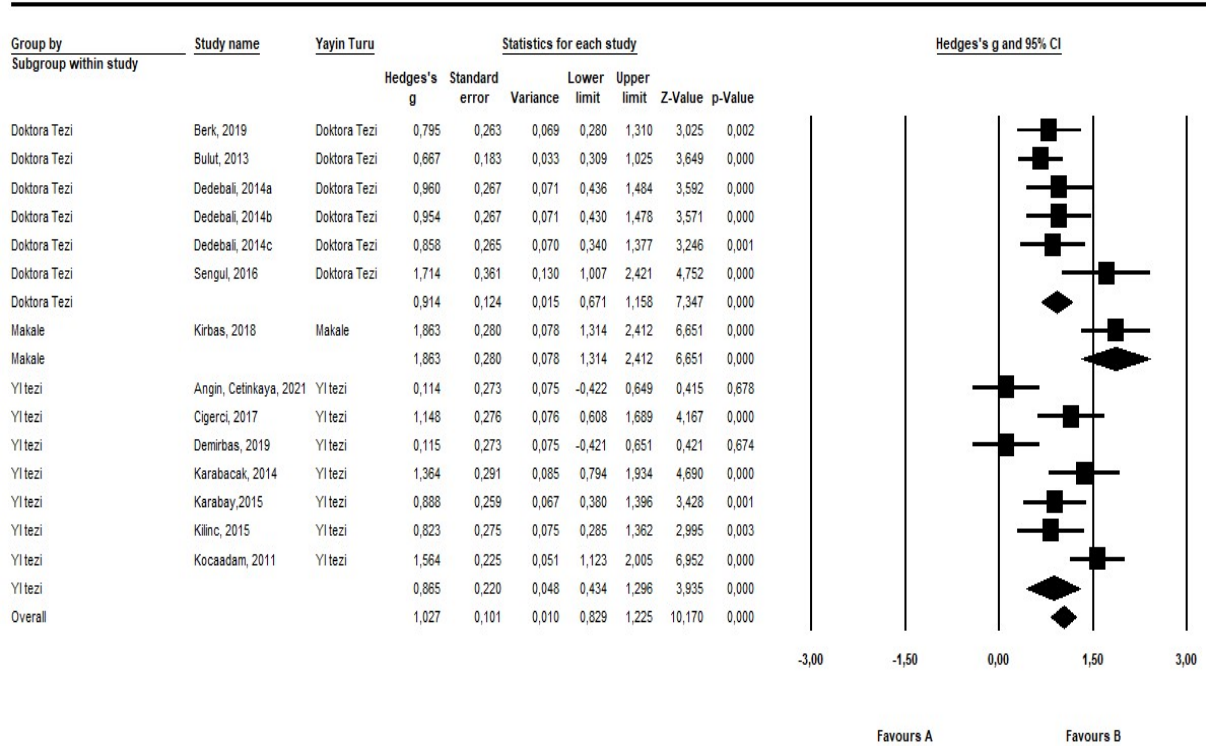 Group by Study name Yayin Turu Statistics for each study Hedges's g and 95% CI
Subgroup within study
Hedges's Standard Lower Upper
g error Variance limit limit Z-Value p-Value
Doktora Tezi Berk, 2019 Doktora Tezi 0,795 0,263 0,069 0,280 1,310 3,025 0,002
Doktora Tezi Bulut, 2013 Doktora Tezi 0,667 0,183 0,033 0,309 1,025 3,649 0,000
Doktora Tezi Dedebali, 2014a Doktora Tezi 0,960 0,267 0,071 0,436 1,484 3,592 0,000
Doktora Tezi Dedebali, 2014b Doktora Tezi 0,954 0,267 0,071 0,430 1,478 3,571 0,000
Doktora Tezi Dedebali, 2014c Doktora Tezi 0,858 0,265 0,070 0,340 1,377 3,246 0,001
Doktora Tezi Sengul, 2016 Doktora Tezi 1,714 0,361 0,130 1,007 2,421 4,752 0,000
Doktora Tezi 0,914 0,124 0,015 0,671 1,158 7,347 0,000
Makale Kirbas, 2018 Makale 1,863 0,280 0,078 1,314 2,412 6,651 0,000
Makale 1,863 0,280 0,078 1,314 2,412 6,651 0,000
Yl tezi Angin, Cetinkaya, 2021 Yl tezi 0,114 0,273 0,075 -0,422 0,649 0,415 0,678
Yl tezi Cigerci, 2017 Yl tezi 1,148 0,276 0,076 0,608 1,689 4,167 0,000
Yl tezi Demirbas, 2019 Yl tezi 0,115 0,273 0,075 -0,421 0,651 0,421 0,674
Yl tezi Karabacak, 2014 Yl tezi 1,364 0,291 0,085 0,794 1,934 4,690 0,000
Yl tezi Karabay,2015 Yl tezi 0,888 0,259 0,067 0,380 1,396 3,428 0,001
Yl tezi Kilinc, 2015 Yl tezi 0,823 0,275 0,075 0,285 1,362 2,995 0,003
Yl tezi Kocaadam, 2011 Yl tezi 1,564 0,225 0,051 1,123 2,005 6,952 0,000
Yl tezi 0,865 0,220 0,048 0,434 1,296 3,935 0,000
Overall 1,027 0,101 0,010 0,829 1,225 10,170 0,000
-3,00 -1,50 0,00 1,50 3,00
Favours A Favours B